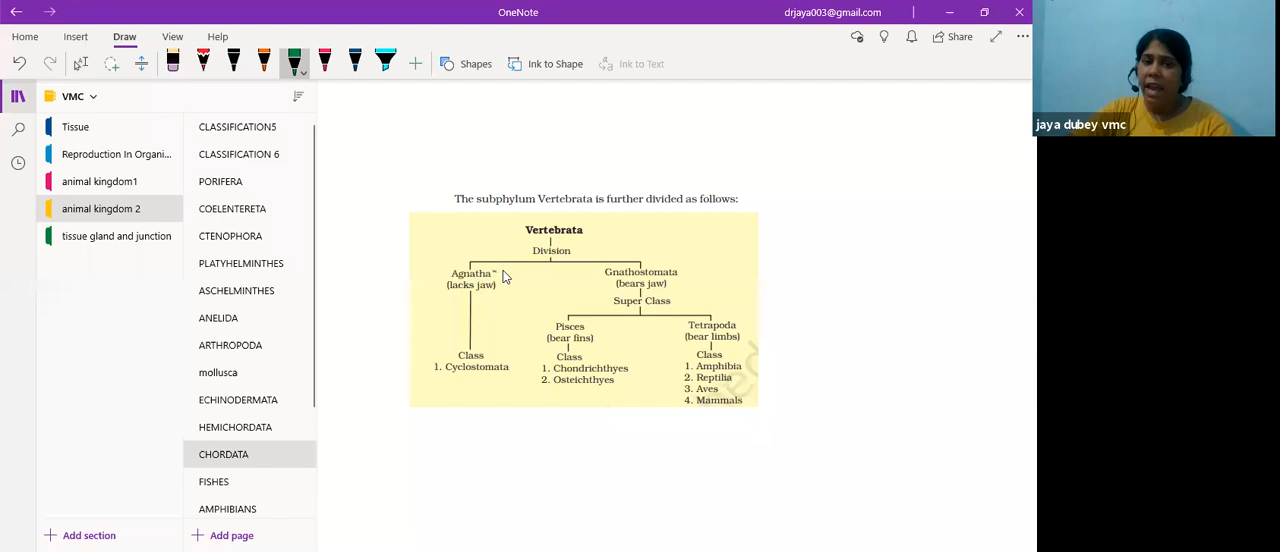 OneNote
drjaya003@gmail.com
Home Insert Draw View Help
Share
Shapes
Ink to Shape
Ink to Text
VMC
Tissue
Reproduction In Organi...
animal kingdom1
animal kingdom 2
tissue gland and junction
Add section
CLASSIFICATION5
CLASSIFICATION 6
PORIFERA
COELENTERETA
CTENOPHORA
PLATYHELMINTHES
ASCHELMINTHES
ANELIDA
ARTHROPODA
mollusca
ECHINODERMATA
HEMICHORDATA
CHORDATA
FISHES
AMPHIBIANS
Add page
The subphylum Vertebrata is further divided as follows:
Vertebrata
Division
Agnatha
(lacks jaw)
Class
1. Cyclostomata
Gnathostomata
(bears jaw)
Super Class
Pisces
(bear fins)
Class
1. Chondrichthyes
2. Osteichthyes
Tetrapoda
(bear limbs)
Class
1. Amphibia
2. Reptilia
3. Aves
4. Mammals
jaya dubey vmc